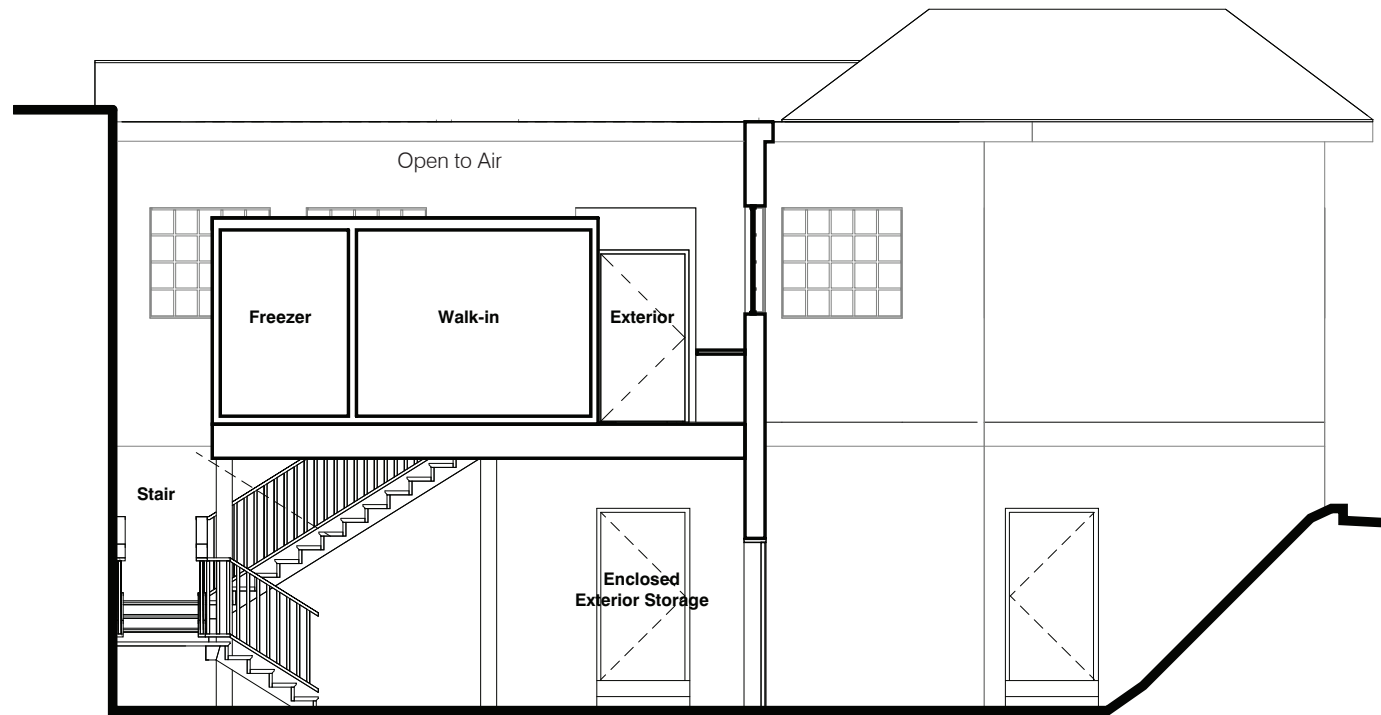 Open to Air
Freezer
Walk-in
Exterior
Stair
Enclosed
Exterior Storage